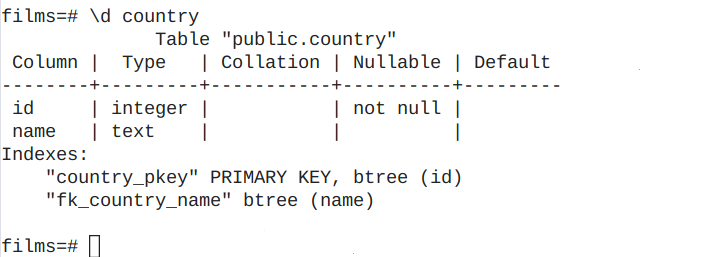 films=# \d country
              Table "public.country"
 Column |  Type   | Collation | Nullable | Default
--------+---------+-----------+----------+---------
 id     | integer |           | not null |
 name   | text    |           |          |
Indexes:
    "country_pkey" PRIMARY KEY, btree (id)
    "fk_country_name" btree (name)
films=#